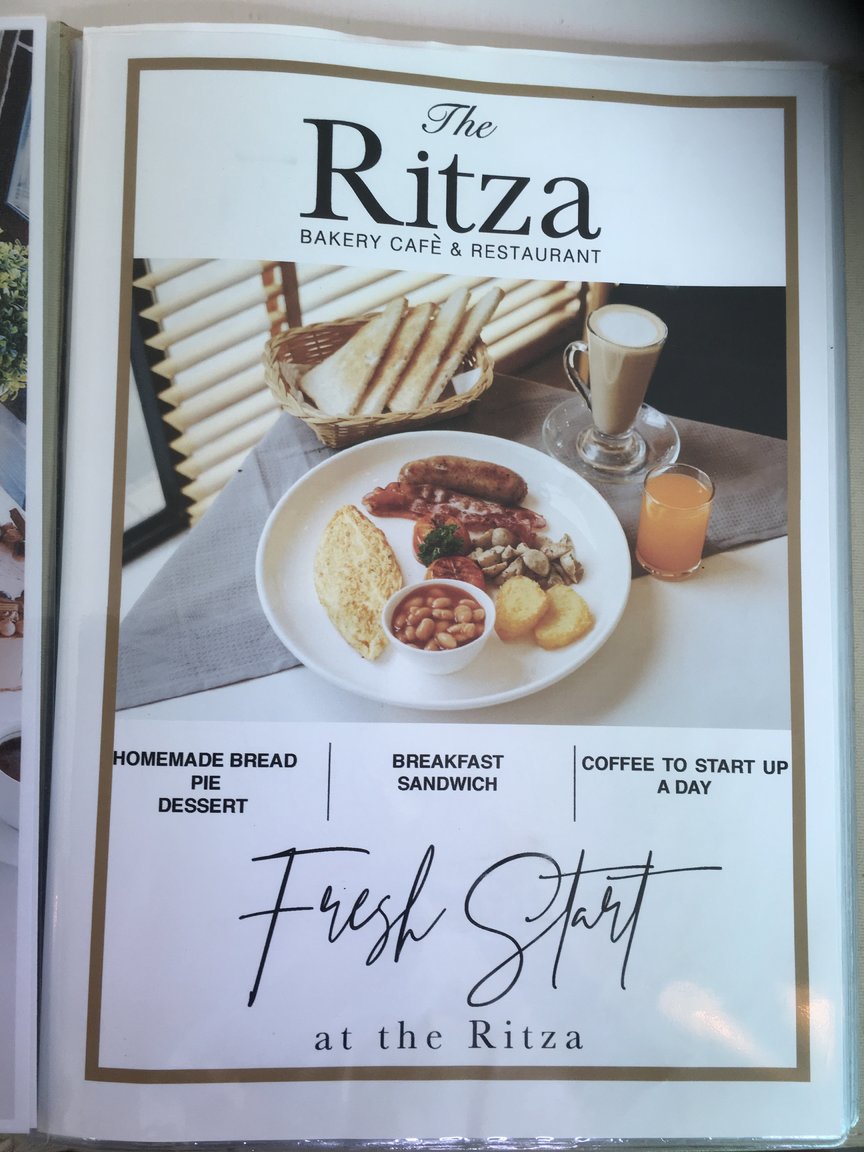 The
Ritza
BAKERY CAFÈ & RESTAURANT
HOMEMADE BREAD
PIE
DESSERT
BREAKFAST
SANDWICH
COFFEE TO START UP
A DAY
Fresh Start
at the Ritza